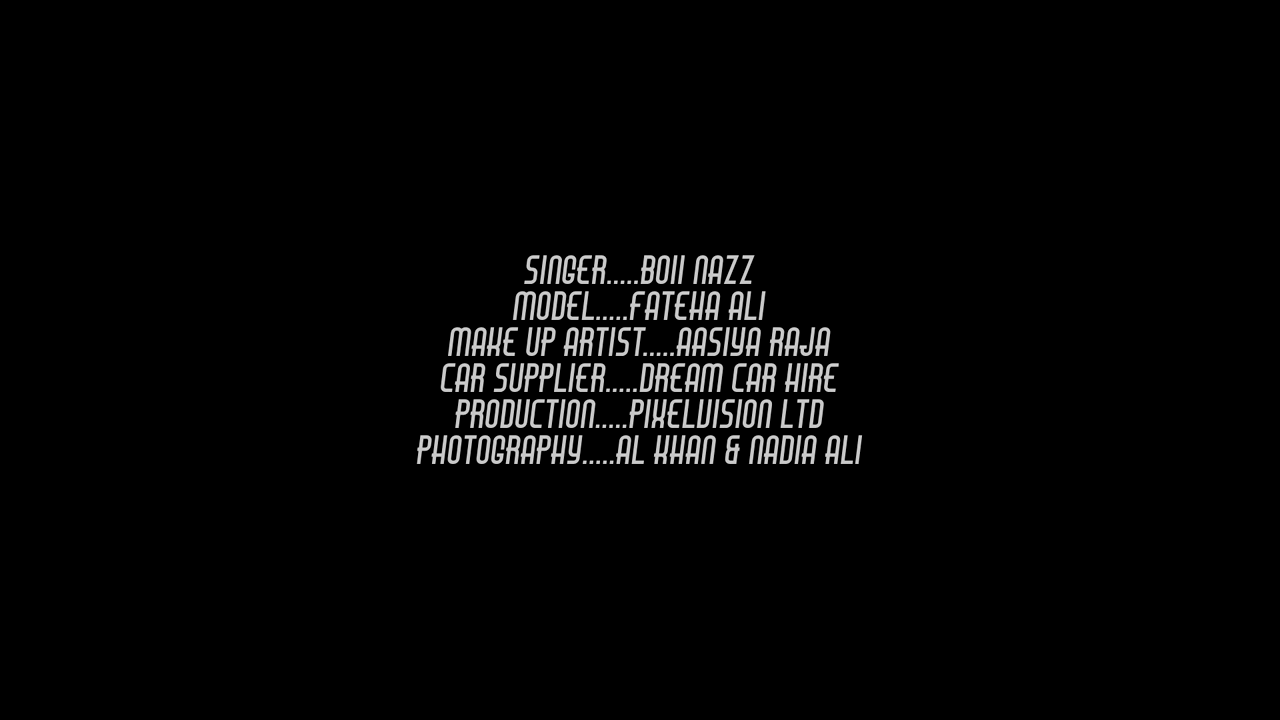 SINGER.....BOII NAZZ
MODEL.....FATEHA ALI
MAKE UP ARTIST.....AASIYA RAJA
CAR SUPPLIER.....DREAM CAR HIRE
PRODUCTION.....PIXELVISION LTD
PHOTOGRAPHY.....AL KHAN & NADIA ALI